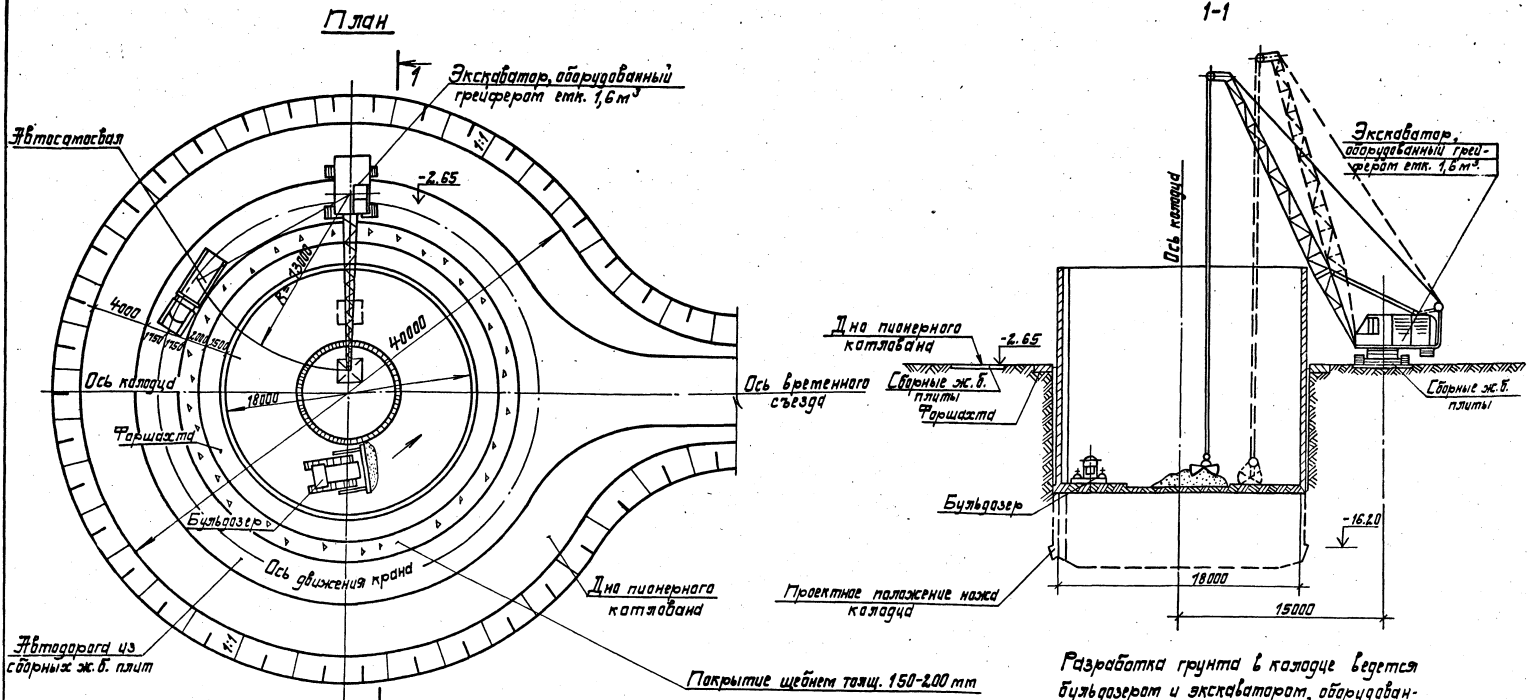 План
1
Экскаватор, оборудованный
грейфером емк. 1,6 м³
Автосамосвал
1:1
-2.65
R=13000
4000
1750
1750
2000
1500
40000
Ось колодца
18000
Ось временного
съезда
Форшахта
Бульдозер
Ось движения крана
Дно пионерного
котлована
Автодорога из
сборных ж.б. плит
1:1
Покрытие щебнем толщ. 150-200 мм
1-1
Экскаватор,
оборудованный грей-
фером емк. 1,6 м³.
Ось колодца
Дно пионерного
котлована
-2.65
Сборные ж.б.
плиты
Форшахта
Сборные ж.б.
плиты
Бульдозер
-16.20
Проектное положение ножа
колодца
18000
15000
Разработка грунта в колодце ведется
бульдозером и экскаватором, оборудован-